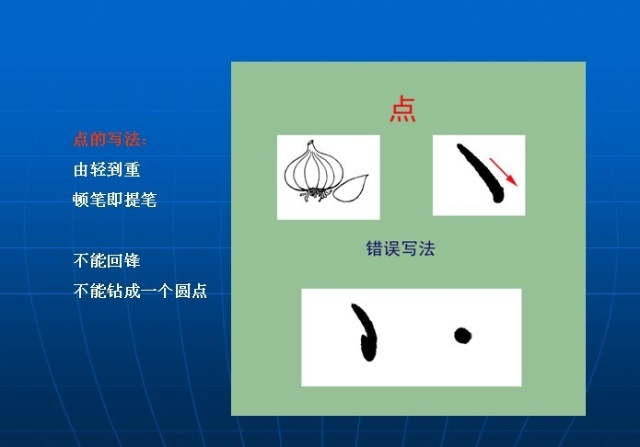 点的写法:
由轻到重
顿笔即提笔
不能回锋
不能钻成一个圆点
点
错误写法